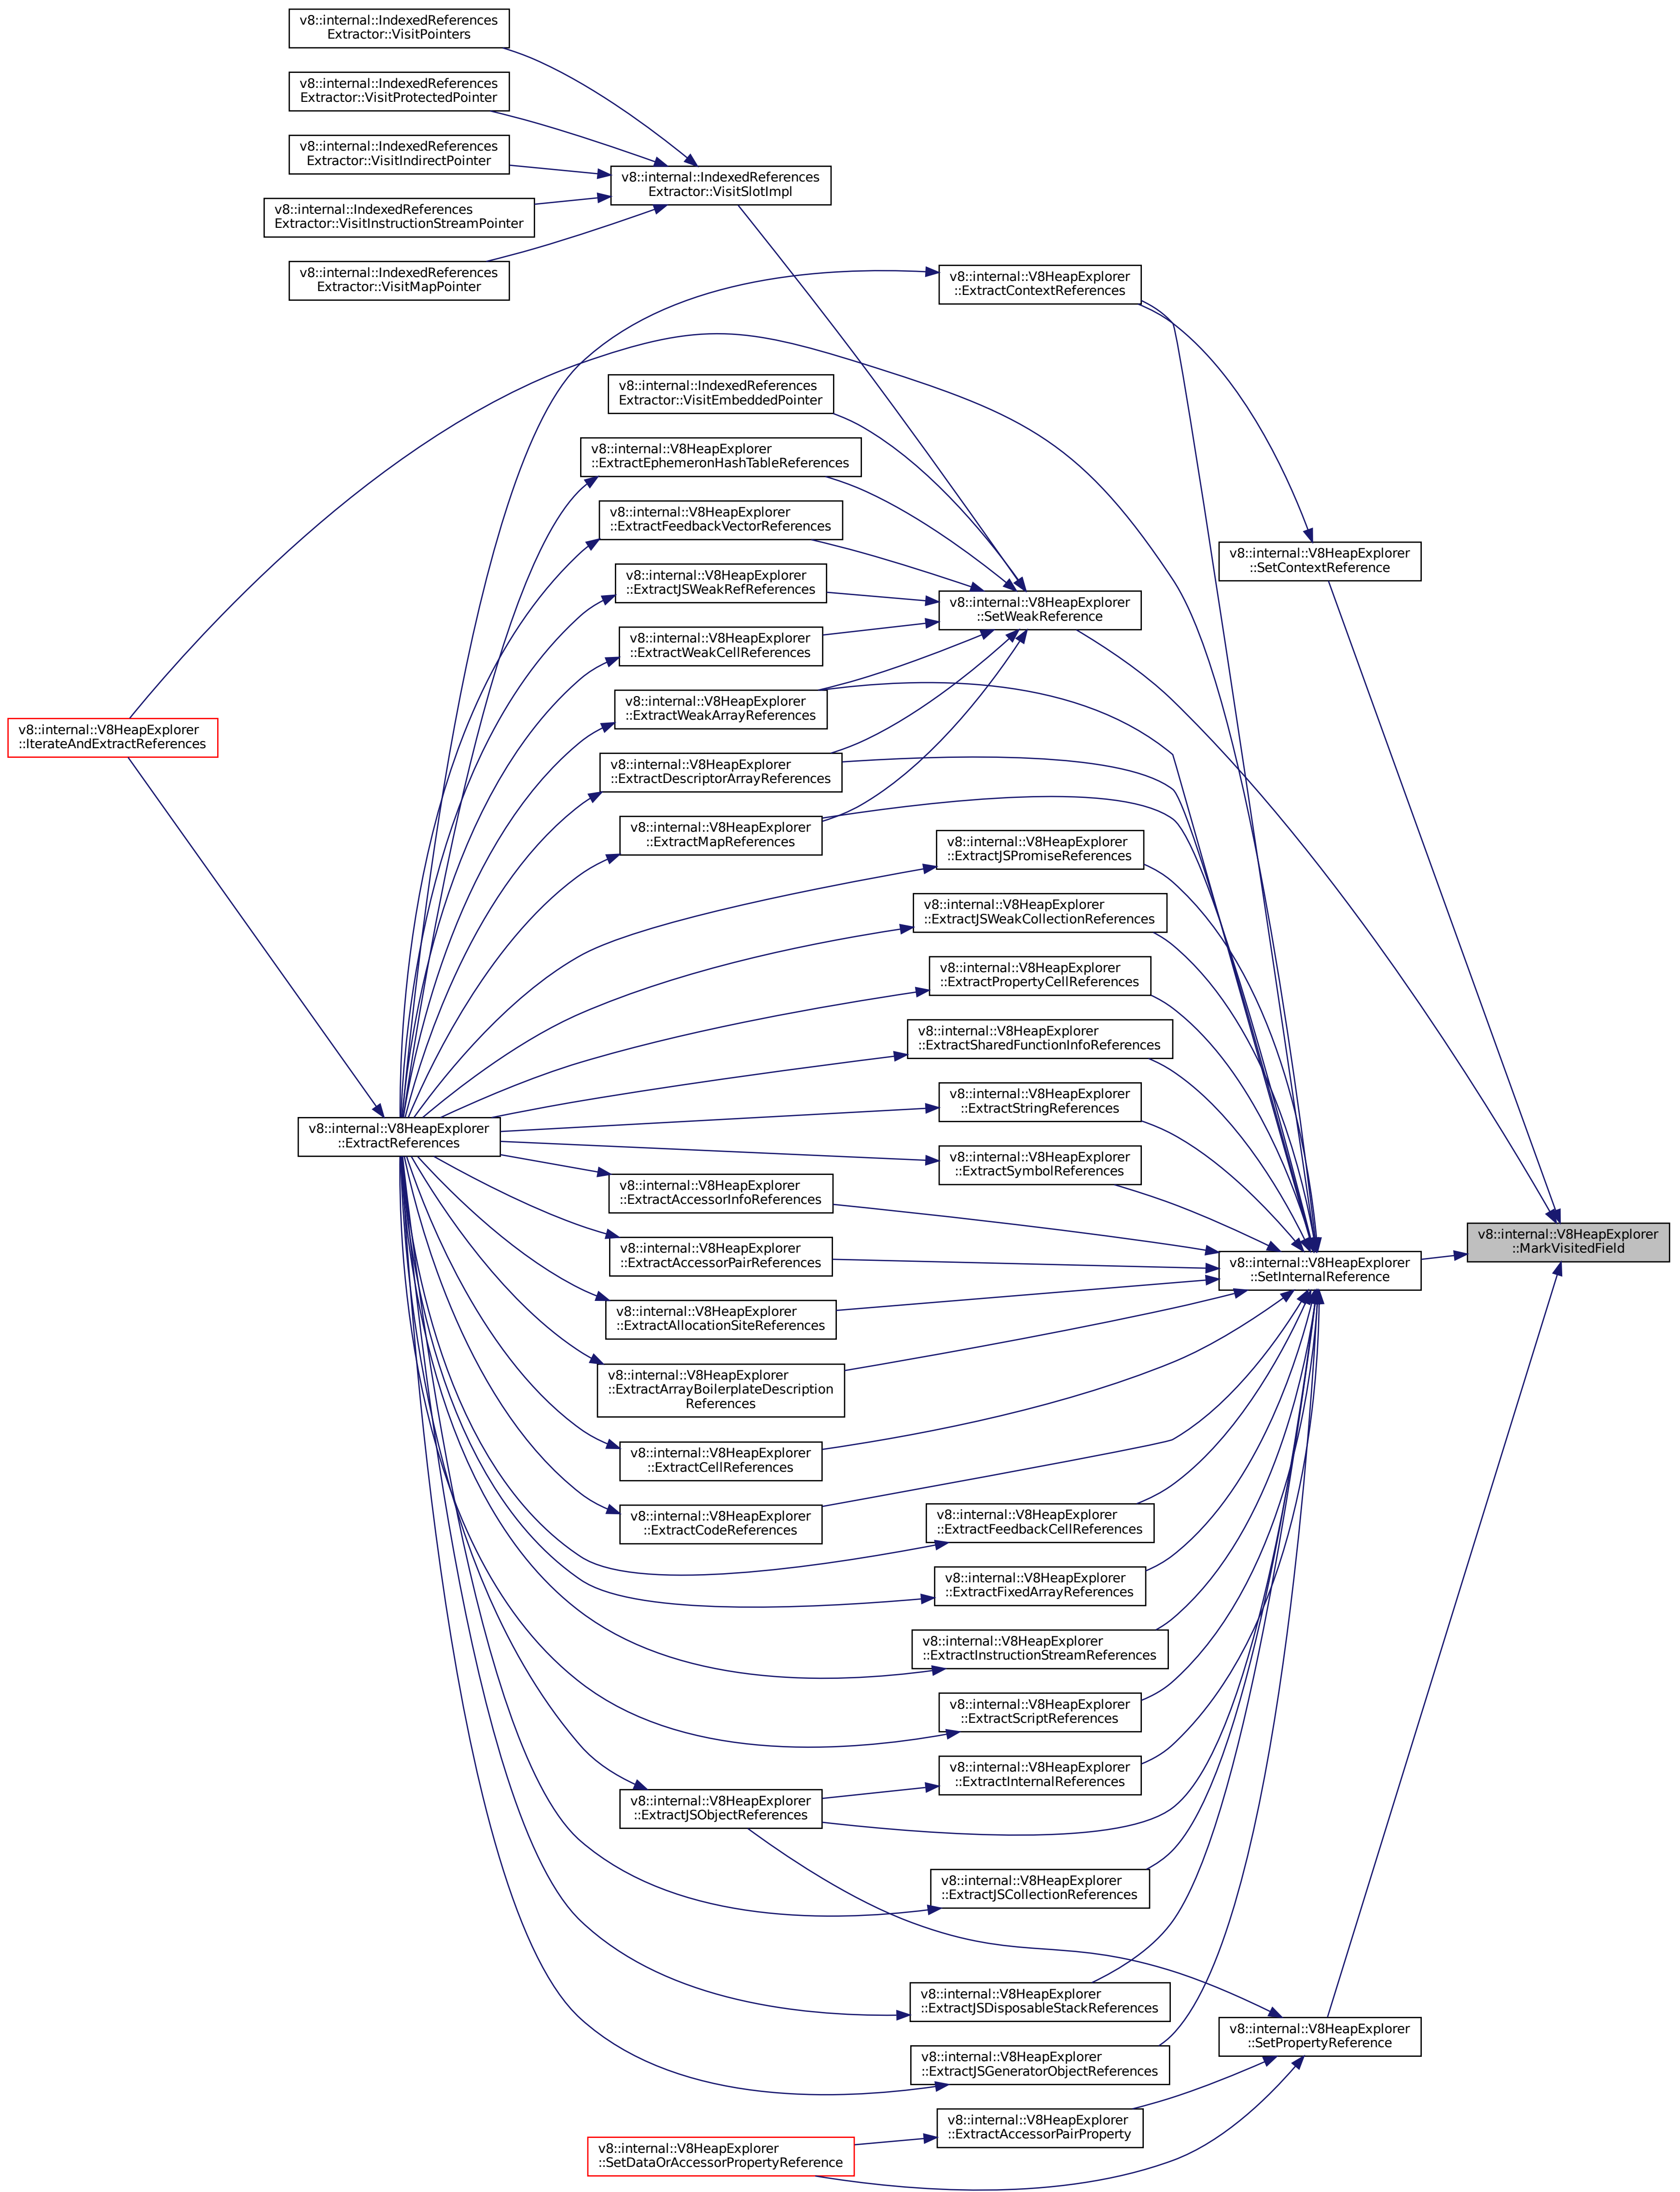 v8::internal::IndexedReferences
Extractor::VisitPointers
v8::internal::IndexedReferences
Extractor::VisitProtectedPointer
v8::internal::IndexedReferences
Extractor::VisitIndirectPointer
v8::internal::IndexedReferences
Extractor::VisitSlotImpl
v8::internal::IndexedReferences
Extractor::VisitInstructionStreamPointer
v8::internal::IndexedReferences
Extractor::VisitMapPointer
v8::internal::V8HeapExplorer
::ExtractContextReferences
v8::internal::IndexedReferences
Extractor::VisitEmbeddedPointer
v8::internal::V8HeapExplorer
::ExtractEphemeronHashTableReferences
v8::internal::V8HeapExplorer
::ExtractFeedbackVectorReferences
v8::internal::V8HeapExplorer
::SetContextReference
v8::internal::V8HeapExplorer
::ExtractJSWeakRefReferences
v8::internal::V8HeapExplorer
::SetWeakReference
v8::internal::V8HeapExplorer
::ExtractWeakCellReferences
v8::internal::V8HeapExplorer
::ExtractWeakArrayReferences
v8::internal::V8HeapExplorer
::IterateAndExtractReferences
v8::internal::V8HeapExplorer
::ExtractDescriptorArrayReferences
v8::internal::V8HeapExplorer
::ExtractMapReferences
v8::internal::V8HeapExplorer
::ExtractJSPromiseReferences
v8::internal::V8HeapExplorer
::ExtractJSWeakCollectionReferences
v8::internal::V8HeapExplorer
::ExtractPropertyCellReferences
v8::internal::V8HeapExplorer
::ExtractSharedFunctionInfoReferences
v8::internal::V8HeapExplorer
::ExtractStringReferences
v8::internal::V8HeapExplorer
::ExtractReferences
v8::internal::V8HeapExplorer
::ExtractSymbolReferences
v8::internal::V8HeapExplorer
::ExtractAccessorInfoReferences
v8::internal::V8HeapExplorer
::MarkVisitedField
v8::internal::V8HeapExplorer
::ExtractAccessorPairReferences
v8::internal::V8HeapExplorer
::SetInternalReference
v8::internal::V8HeapExplorer
::ExtractAllocationSiteReferences
v8::internal::V8HeapExplorer
::ExtractArrayBoilerplateDescription
References
v8::internal::V8HeapExplorer
::ExtractCellReferences
v8::internal::V8HeapExplorer
::ExtractCodeReferences
v8::internal::V8HeapExplorer
::ExtractFeedbackCellReferences
v8::internal::V8HeapExplorer
::ExtractFixedArrayReferences
v8::internal::V8HeapExplorer
::ExtractInstructionStreamReferences
v8::internal::V8HeapExplorer
::ExtractScriptReferences
v8::internal::V8HeapExplorer
::ExtractInternalReferences
v8::internal::V8HeapExplorer
::ExtractJSObjectReferences
v8::internal::V8HeapExplorer
::ExtractJSCollectionReferences
v8::internal::V8HeapExplorer
::ExtractJSDisposableStackReferences
v8::internal::V8HeapExplorer
::SetPropertyReference
v8::internal::V8HeapExplorer
::ExtractJSGeneratorObjectReferences
v8::internal::V8HeapExplorer
::ExtractAccessorPairProperty
v8::internal::V8HeapExplorer
::SetDataOrAccessorPropertyReference